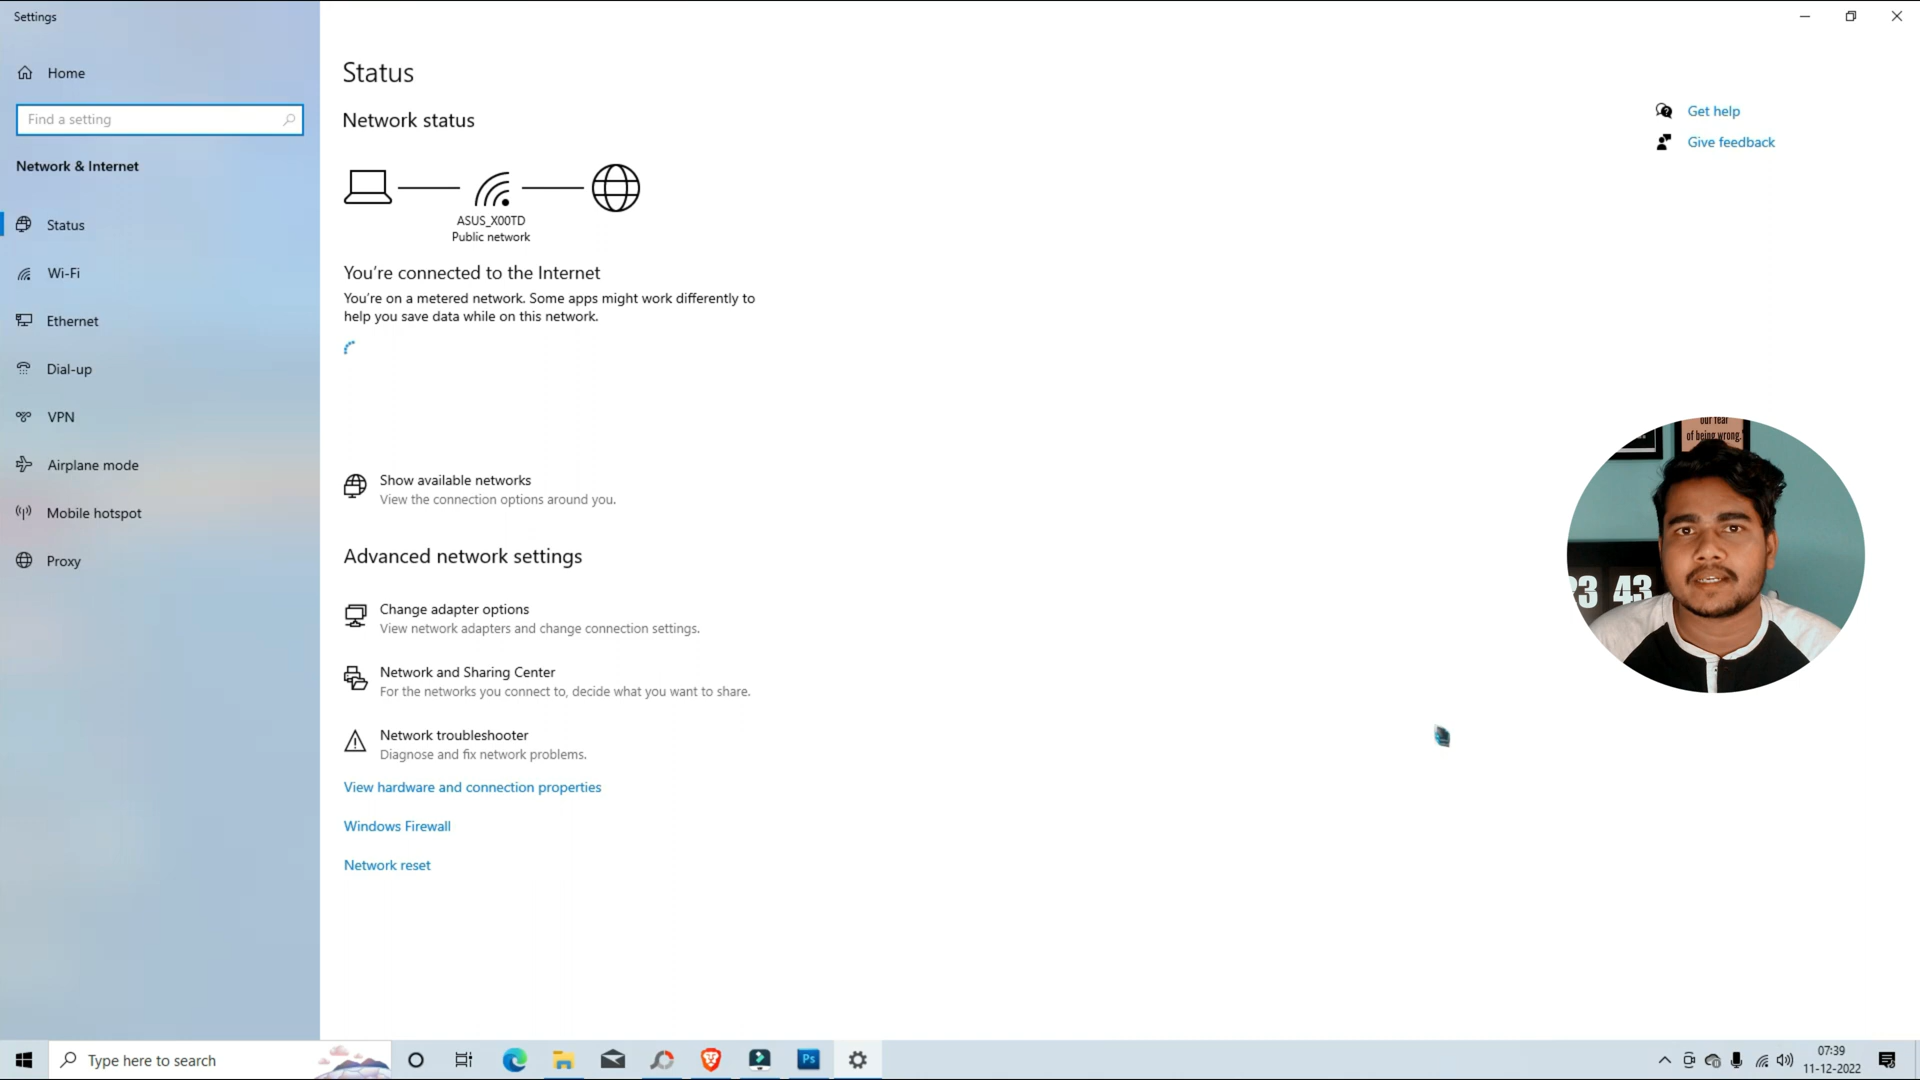 Settings
Home
Find a setting
Network & Internet
Status
Wi-Fi
Ethernet
Dial-up
VPN
Airplane mode
Mobile hotspot
Proxy
Status
Network status
ASUS_X00TD
Public network
You're connected to the Internet
You're on a metered network. Some apps might work differently to
help you save data while on this network.
Show available networks
View the connection options around you.
Advanced network settings
Change adapter options
View network adapters and change connection settings.
Network and Sharing Center
For the networks you connect to, decide what you want to share.
Network troubleshooter
Diagnose and fix network problems.
View hardware and connection properties
Windows Firewall
Network reset
Get help
Give feedback
our fear
of being wrong.
43
Type here to search
Ps
07:39
11-12-2022